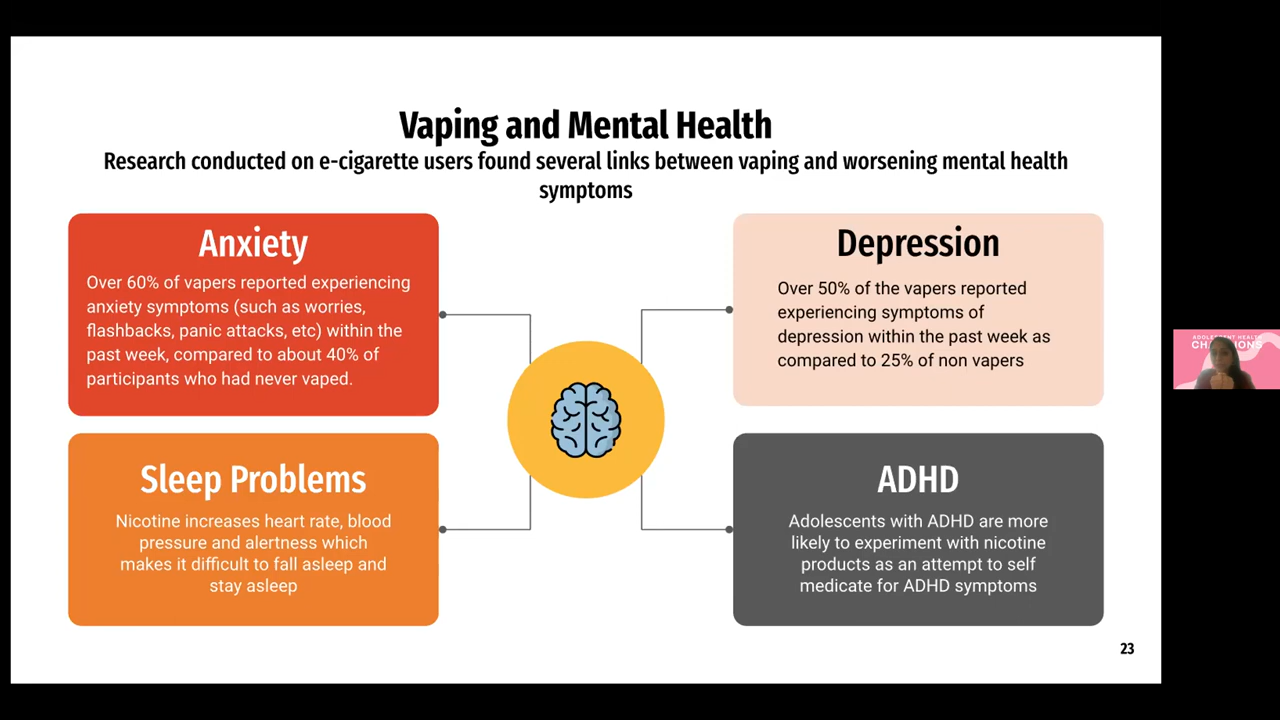 Vaping and Mental Health
Research conducted on e-cigarette users found several links between vaping and worsening mental health
symptoms
Anxiety
Over 60% of vapers reported experiencing
anxiety symptoms (such as worries,
flashbacks, panic attacks, etc) within the
past week, compared to about 40% of
participants who had never vaped.
Depression
Over 50% of the vapers reported
experiencing symptoms of
depression within the past week as
compared to 25% of non vapers
Sleep Problems
Nicotine increases heart rate, blood
pressure and alertness which
makes it difficult to fall asleep and
stay asleep
ADHD
Adolescents with ADHD are more
likely to experiment with nicotine
products as an attempt to self
medicate for ADHD symptoms
23
HEALTH